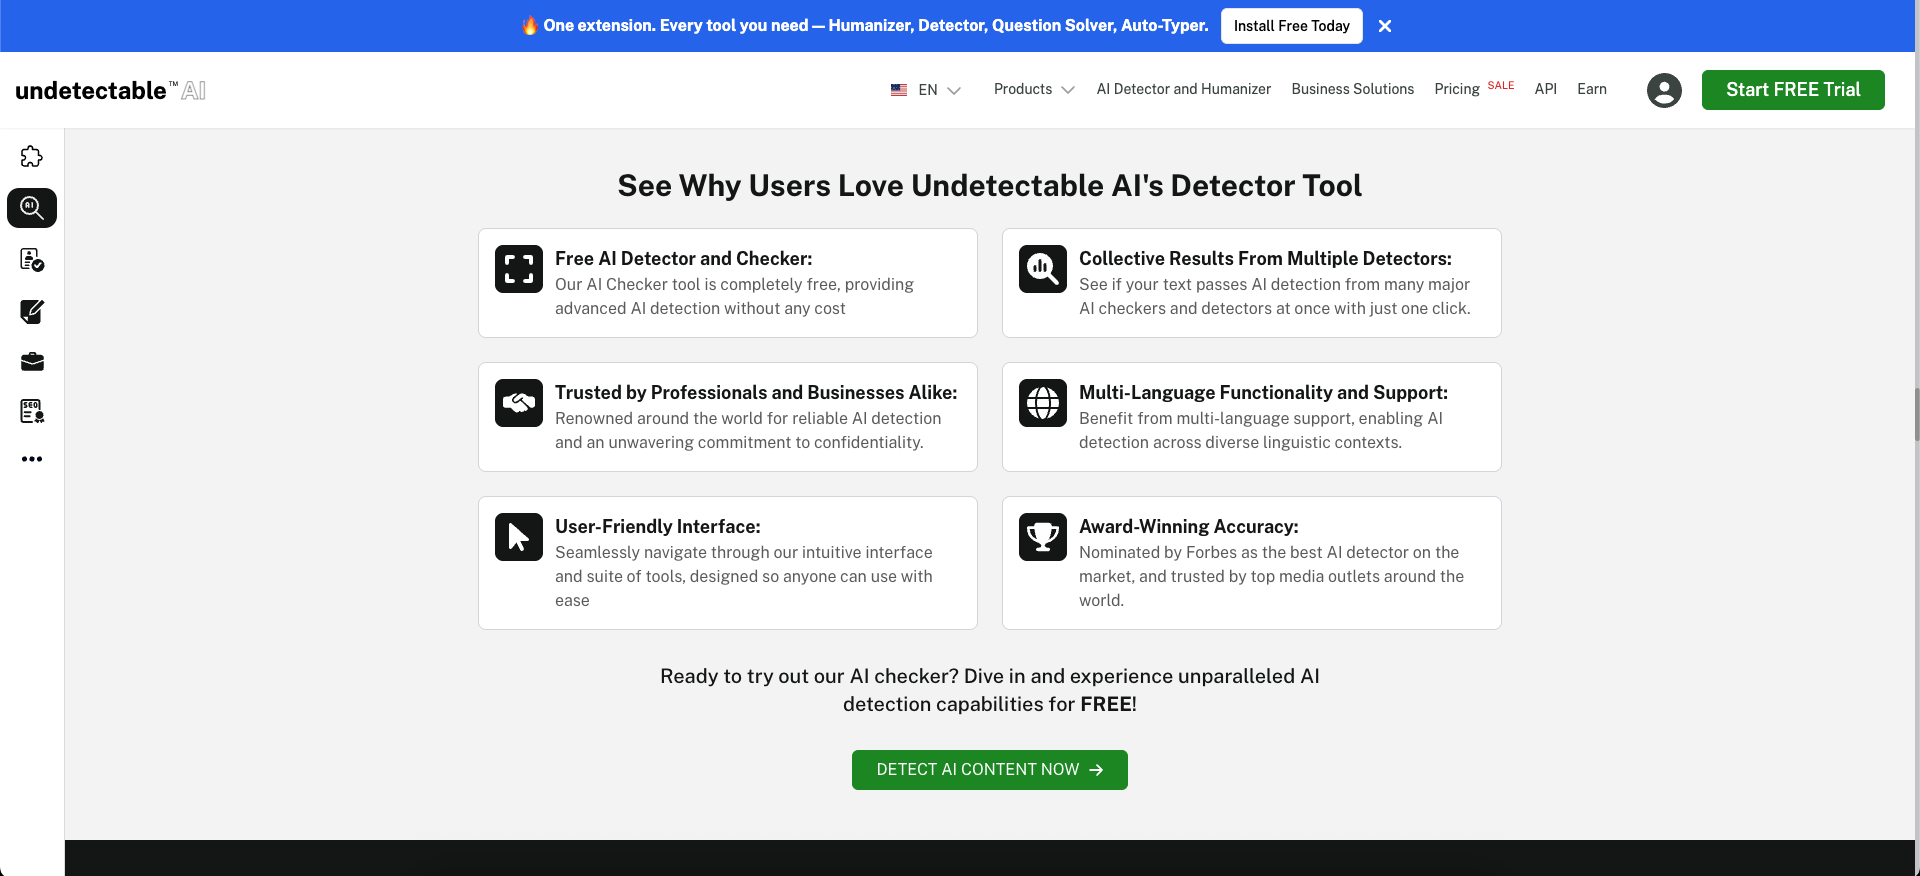 🔥 One extension. Every tool you need — Humanizer, Detector, Question Solver, Auto-Typer.
Install Free Today
undetectable™ AI
EN
Products
AI Detector and Humanizer
Business Solutions
Pricing SALE
API
Earn
Start FREE Trial
AI
SEO
See Why Users Love Undetectable AI's Detector Tool
Free AI Detector and Checker:
Our AI Checker tool is completely free, providing
advanced AI detection without any cost
Collective Results From Multiple Detectors:
See if your text passes AI detection from many major
AI checkers and detectors at once with just one click.
Trusted by Professionals and Businesses Alike:
Renowned around the world for reliable AI detection
and an unwavering commitment to confidentiality.
Multi-Language Functionality and Support:
Benefit from multi-language support, enabling AI
detection across diverse linguistic contexts.
User-Friendly Interface:
Seamlessly navigate through our intuitive interface
and suite of tools, designed so anyone can use with
ease
Award-Winning Accuracy:
Nominated by Forbes as the best AI detector on the
market, and trusted by top media outlets around the
world.
Ready to try out our AI checker? Dive in and experience unparalleled AI
detection capabilities for FREE!
DETECT AI CONTENT NOW →